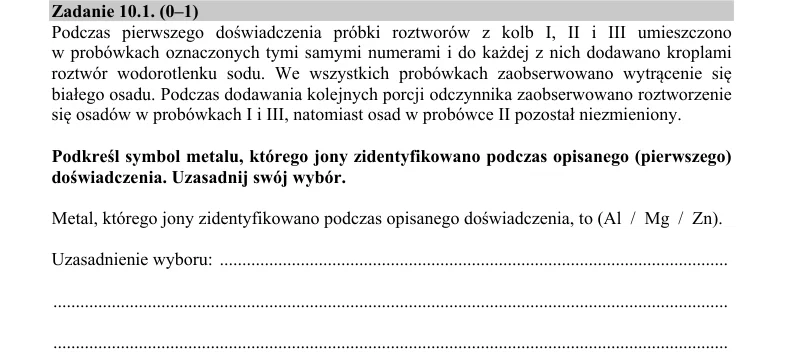 Zadanie 10.1. (0–1)
Podczas pierwszego doświadczenia próbki roztworów z kolb I, II i III umieszczono
w probówkach oznaczonych tymi samymi numerami i do każdej z nich dodawano kroplami
roztwór wodorotlenku sodu. We wszystkich probówkach zaobserwowano wytrącenie się
białego osadu. Podczas dodawania kolejnych porcji odczynnika zaobserwowano roztworzenie
się osadów w probówkach I i III, natomiast osad w probówce II pozostał niezmieniony.
Podkreśl symbol metalu, którego jony zidentyfikowano podczas opisanego (pierwszego)
doświadczenia. Uzasadnij swój wybór.
Metal, którego jony zidentyfikowano podczas opisanego doświadczenia, to (Al / Mg / Zn).
Uzasadnienie wyboru: ....................................................................................................